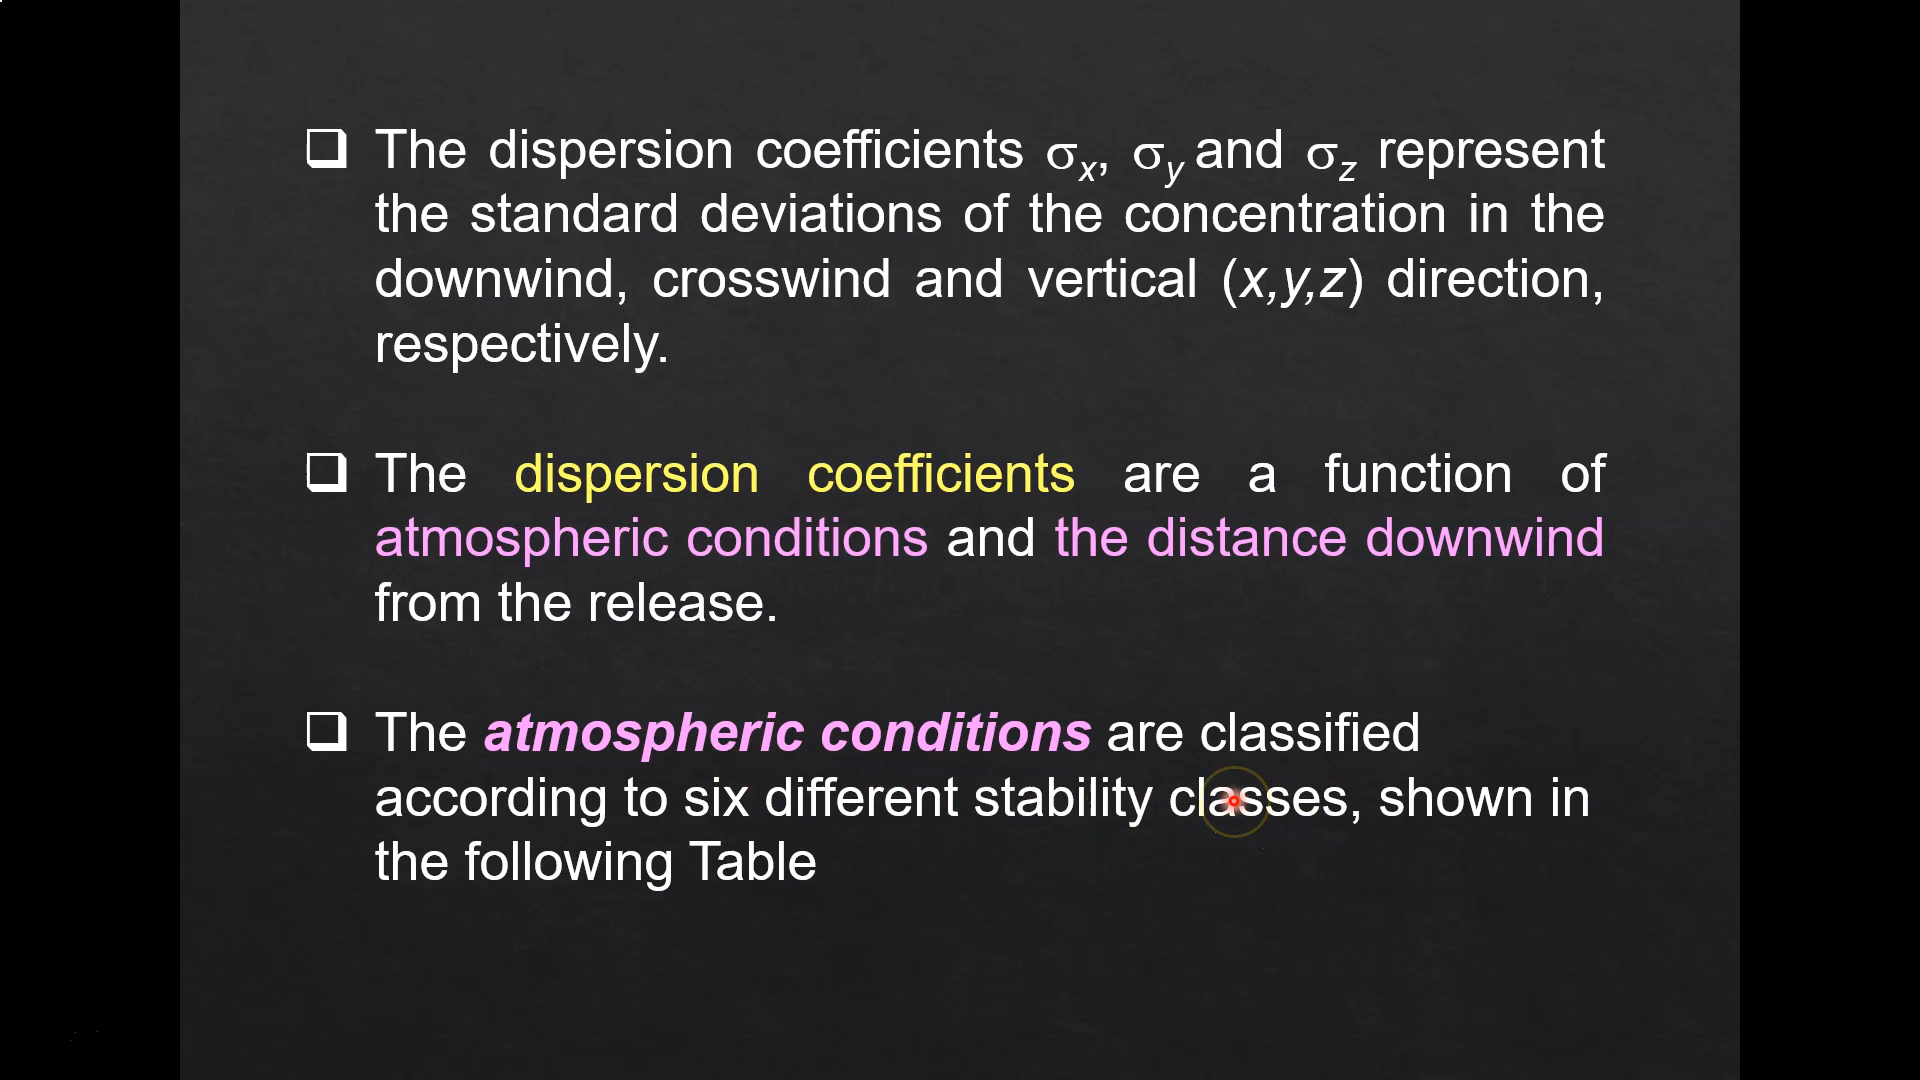 ❑ The dispersion coefficients σx, σy and σz represent
the standard deviations of the concentration in the
downwind, crosswind and vertical (x,y,z) direction,
respectively.
❑ The dispersion coefficients are a function of
atmospheric conditions and the distance downwind
from the release.
❑ The atmospheric conditions are classified
according to six different stability classes, shown in
the following Table